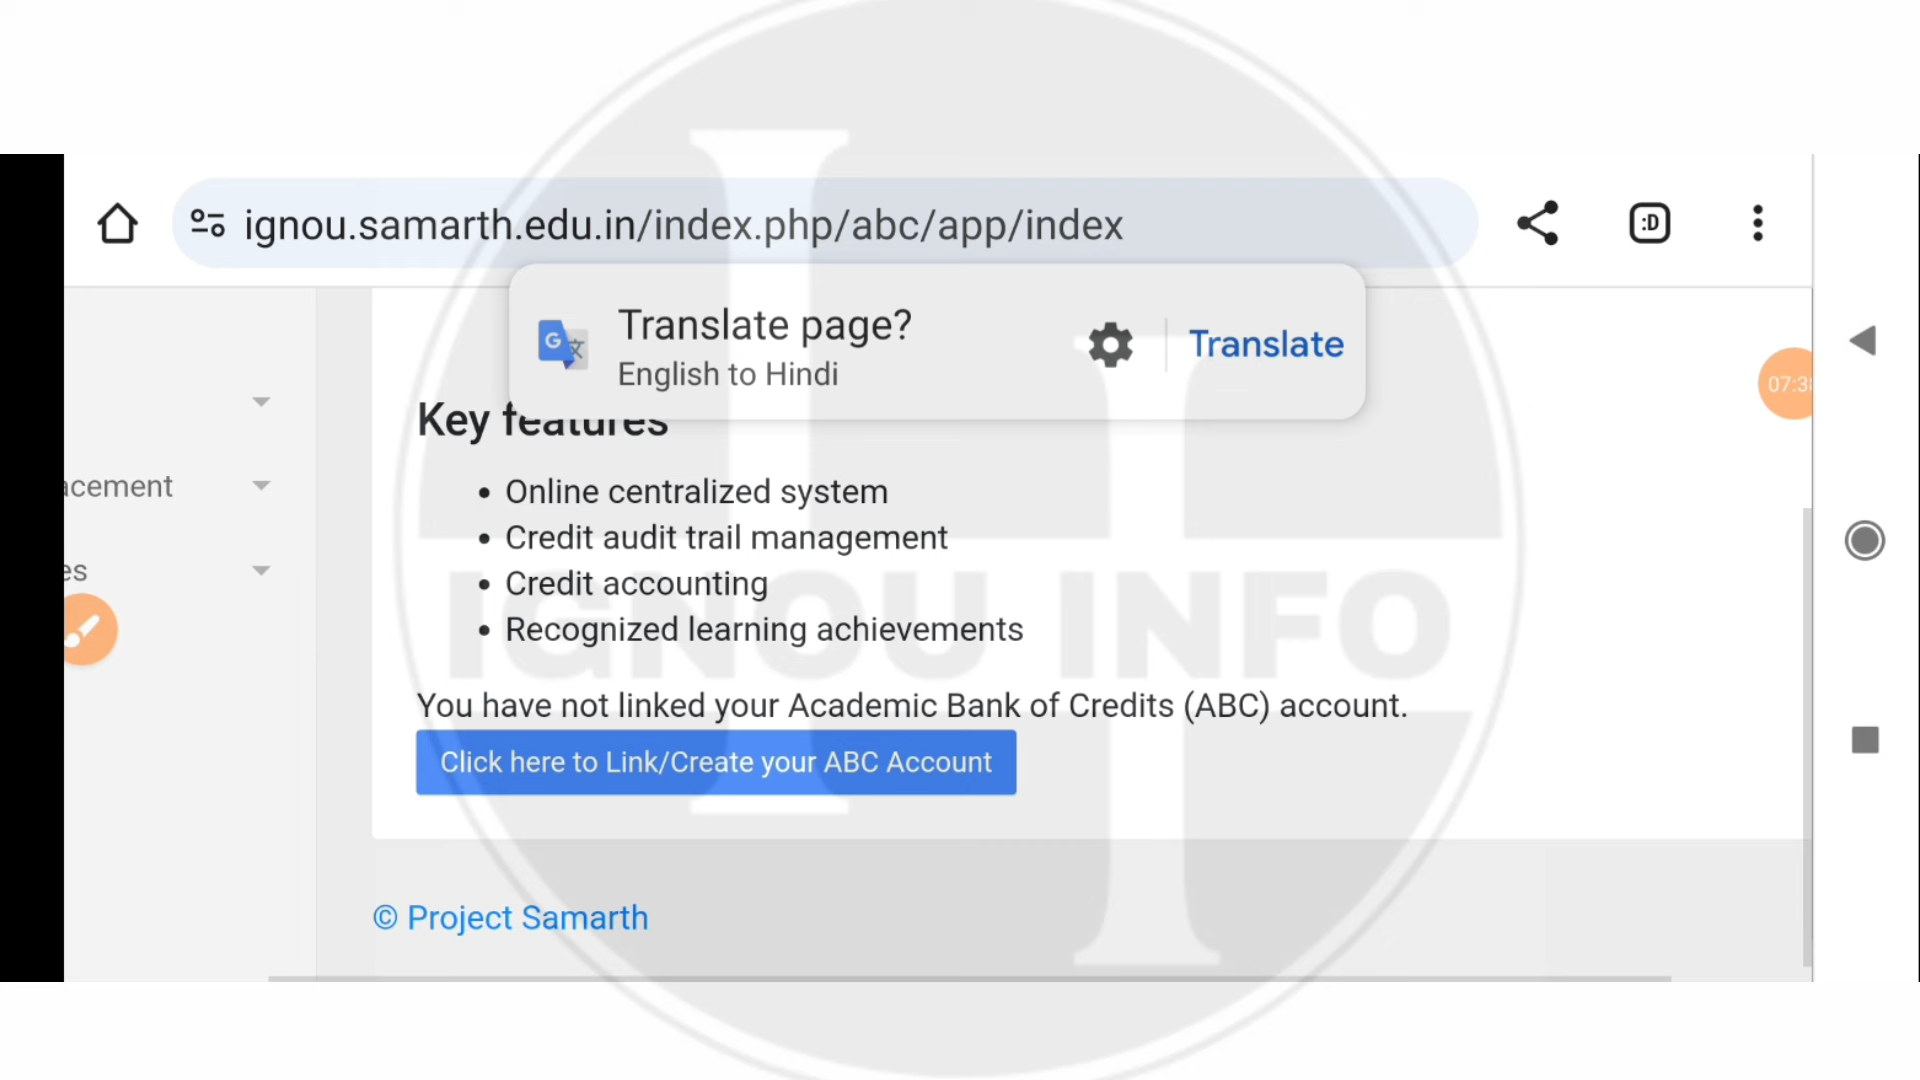 ignou.samarth.edu.in/index.php/abc/app/index
:D
Translate page?
English to Hindi
Translate
07:3
Key features
acement
es
Online centralized system
Credit audit trail management
Credit accounting
Recognized learning achievements
IGNOU INFO
You have not linked your Academic Bank of Credits (ABC) account.
Click here to Link/Create your ABC Account
© Project Samarth